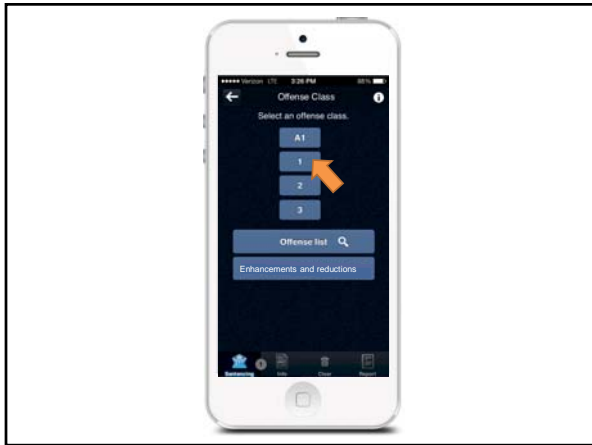 Verizon LTE 3:26 PM 88%
Offense Class
Select an offense class.
A1
1
2
3
Offense list
Enhancements and reductions
Sentencing Info Clear Report